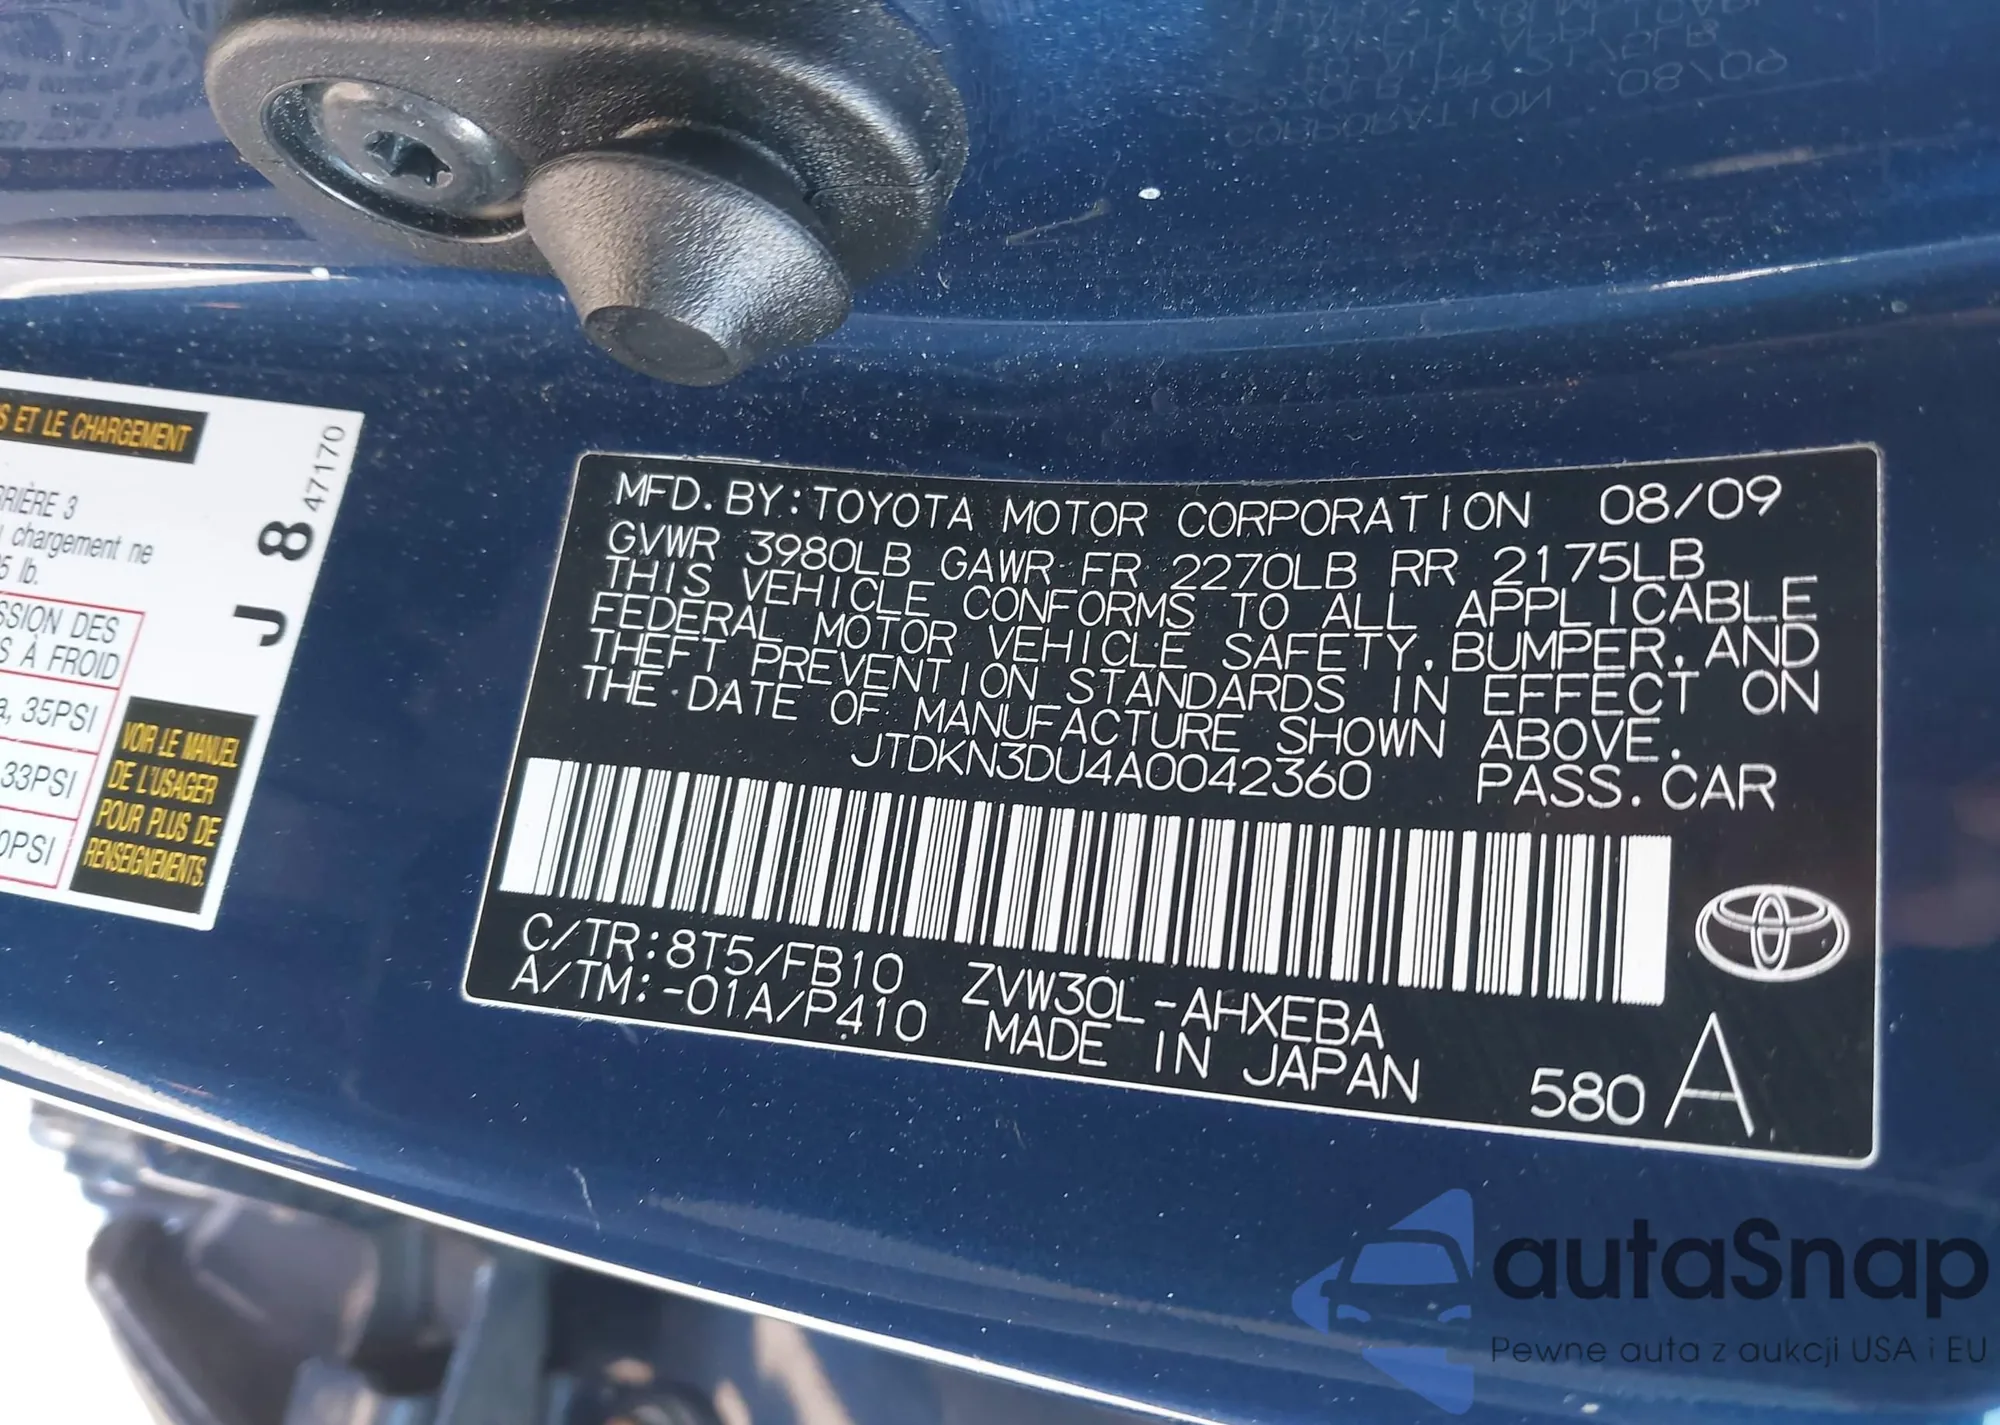 S ET LE CHARGEMENT
RRIÈRE 3
chargement ne
5 lb.
SSION DES
S À FROID
a, 35PSI
33PSI
0PSI
VOIR LE MANUEL
DE L'USAGER
POUR PLUS DE
RENSEIGNEMENTS.
J 8 47170
MFD. BY: TOYOTA MOTOR CORPORATION 08/09
GVWR 3980LB GAWR FR 2270LB RR 2175LB
THIS VEHICLE CONFORMS TO ALL APPLICABLE
FEDERAL MOTOR VEHICLE SAFETY, BUMPER, AND
THEFT PREVENTION STANDARDS IN EFFECT ON
THE DATE OF MANUFACTURE SHOWN ABOVE.
JTDKN3DU4A0042360 PASS. CAR
C/TR:8T5/FB10 ZVW30L-AHXEBA
A/TM:-01A/P410 MADE IN JAPAN
580 A
autaSnap
Pewne auta z aukcji USA i EU